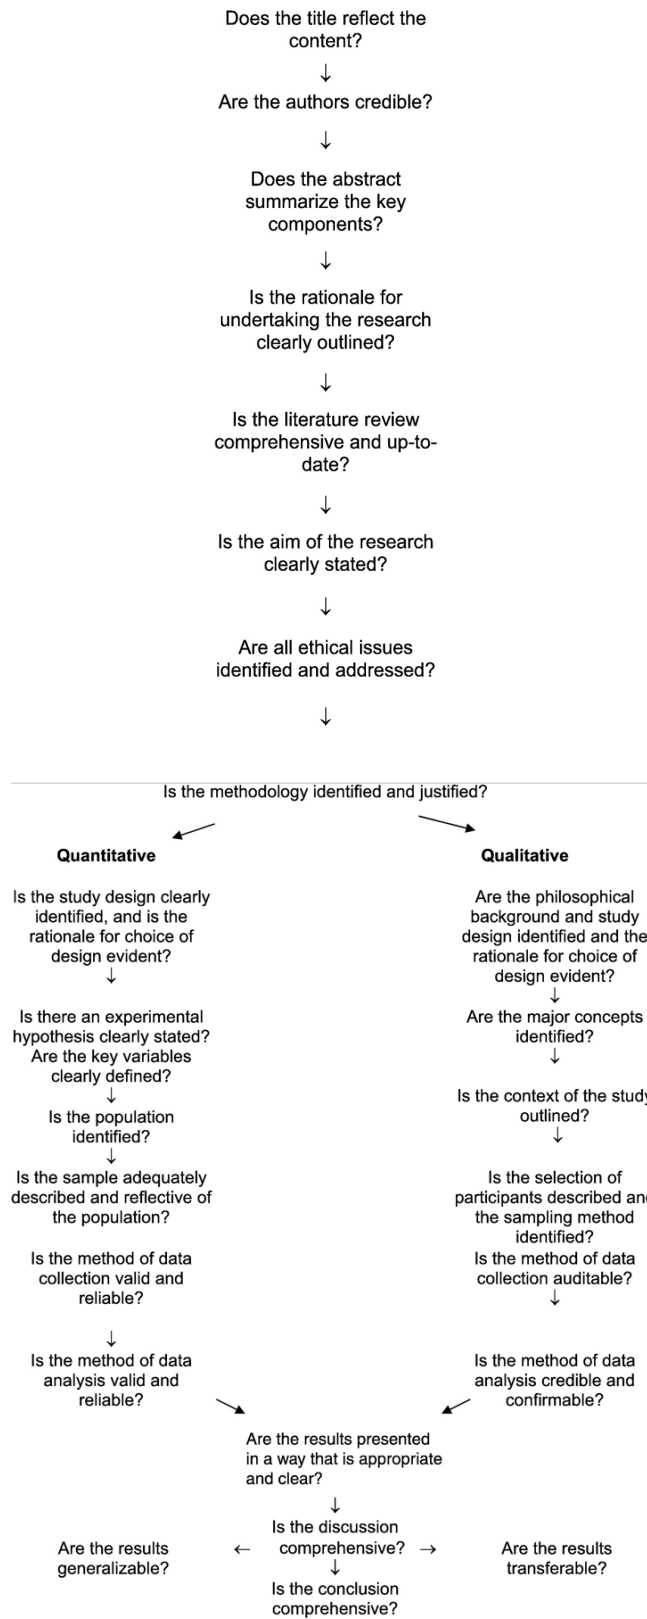 Does the title reflect the
content?
↓
Are the authors credible?
↓
Does the abstract
summarize the key
components?
↓
Is the rationale for
undertaking the research
clearly outlined?
↓
Is the literature review
comprehensive and up-to-
date?
↓
Is the aim of the research
clearly stated?
↓
Are all ethical issues
identified and addressed?
↓
Is the methodology identified and justified?
Quantitative
Is the study design clearly
identified, and is the
rationale for choice of
design evident?
↓
Is there an experimental
hypothesis clearly stated?
Are the key variables
clearly defined?
↓
Is the population
identified?
↓
Is the sample adequately
described and reflective of
the population?
Is the method of data
collection valid and
reliable?
↓
Is the method of data
analysis valid and
reliable?
Qualitative
Are the philosophical
background and study
design identified and the
rationale for choice of
design evident?
↓
Are the major concepts
identified?
↓
Is the context of the study
outlined?
↓
Is the selection of
participants described and
the sampling method
identified?
Is the method of data
collection auditable?
↓
Is the method of data
analysis credible and
confirmable?
Are the results presented
in a way that is appropriate
and clear?
↓
Is the discussion
comprehensive?
← →
Are the results
generalizable?
Are the results
transferable?
↓
Is the conclusion
comprehensive?